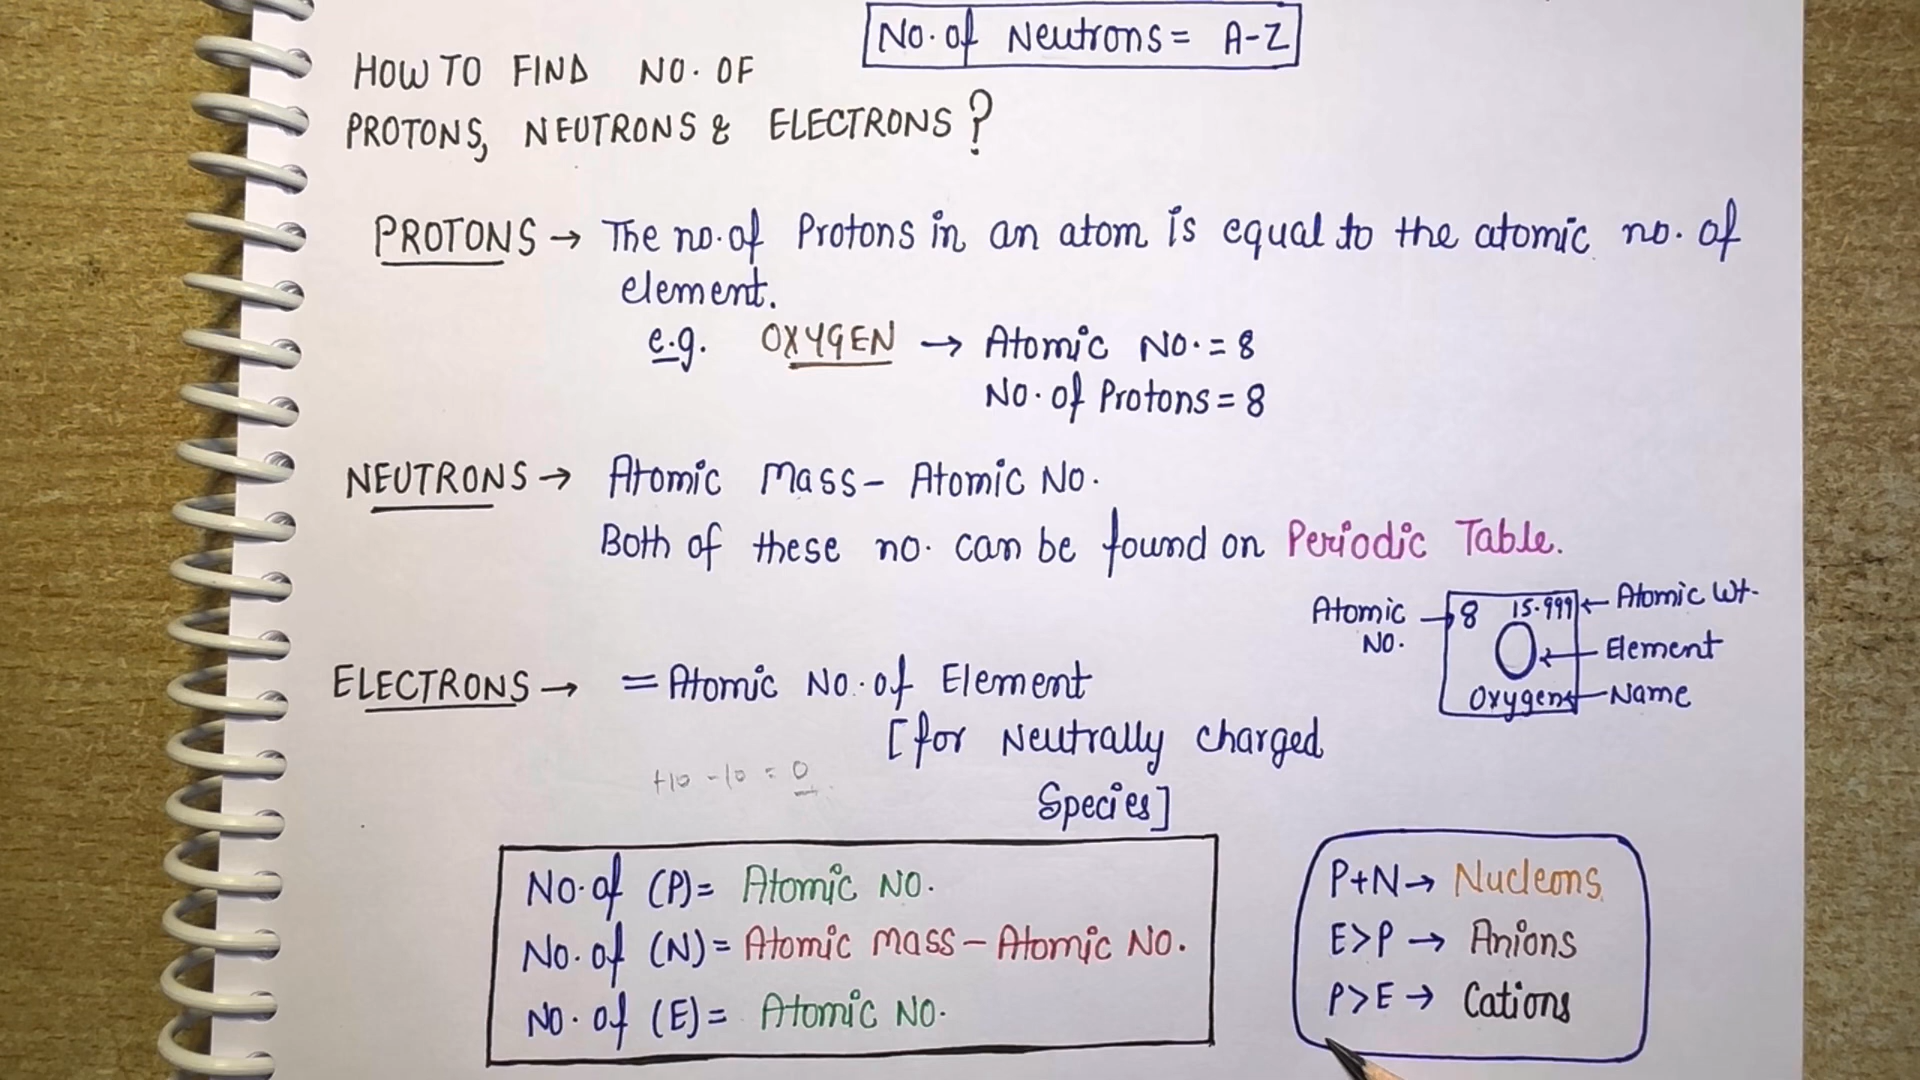 No. of Neutrons = A-Z
HOW TO FIND NO. OF
PROTONS, NEUTRONS & ELECTRONS?
PROTONS → The no. of Protons in an atom is equal to the atomic no. of
element.
e.g. OXYGEN → Atomic No. = 8
No. of Protons = 8
NEUTRONS → Atomic Mass - Atomic No.
Both of these no. can be found on Periodic Table.
Atomic No. → 8 15.999 ← Atomic Wt.
O ← Element
Oxygen ← Name
ELECTRONS → = Atomic No. of Element
[for Neutrally charged
Species]
+10 -10 = 0
No. of (P) = Atomic No.
No. of (N) = Atomic mass - Atomic No.
No. of (E) = Atomic No.
P+N → Nucleons
E>P → Anions
P>E → Cations